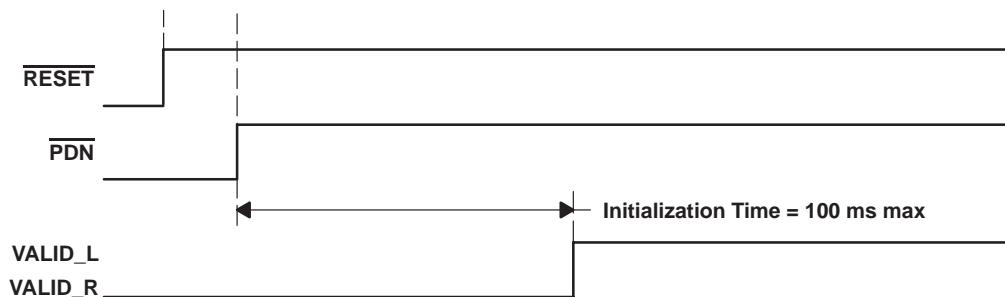 RESET
PDN
Initialization Time = 100 ms max
VALID_L
VALID_R